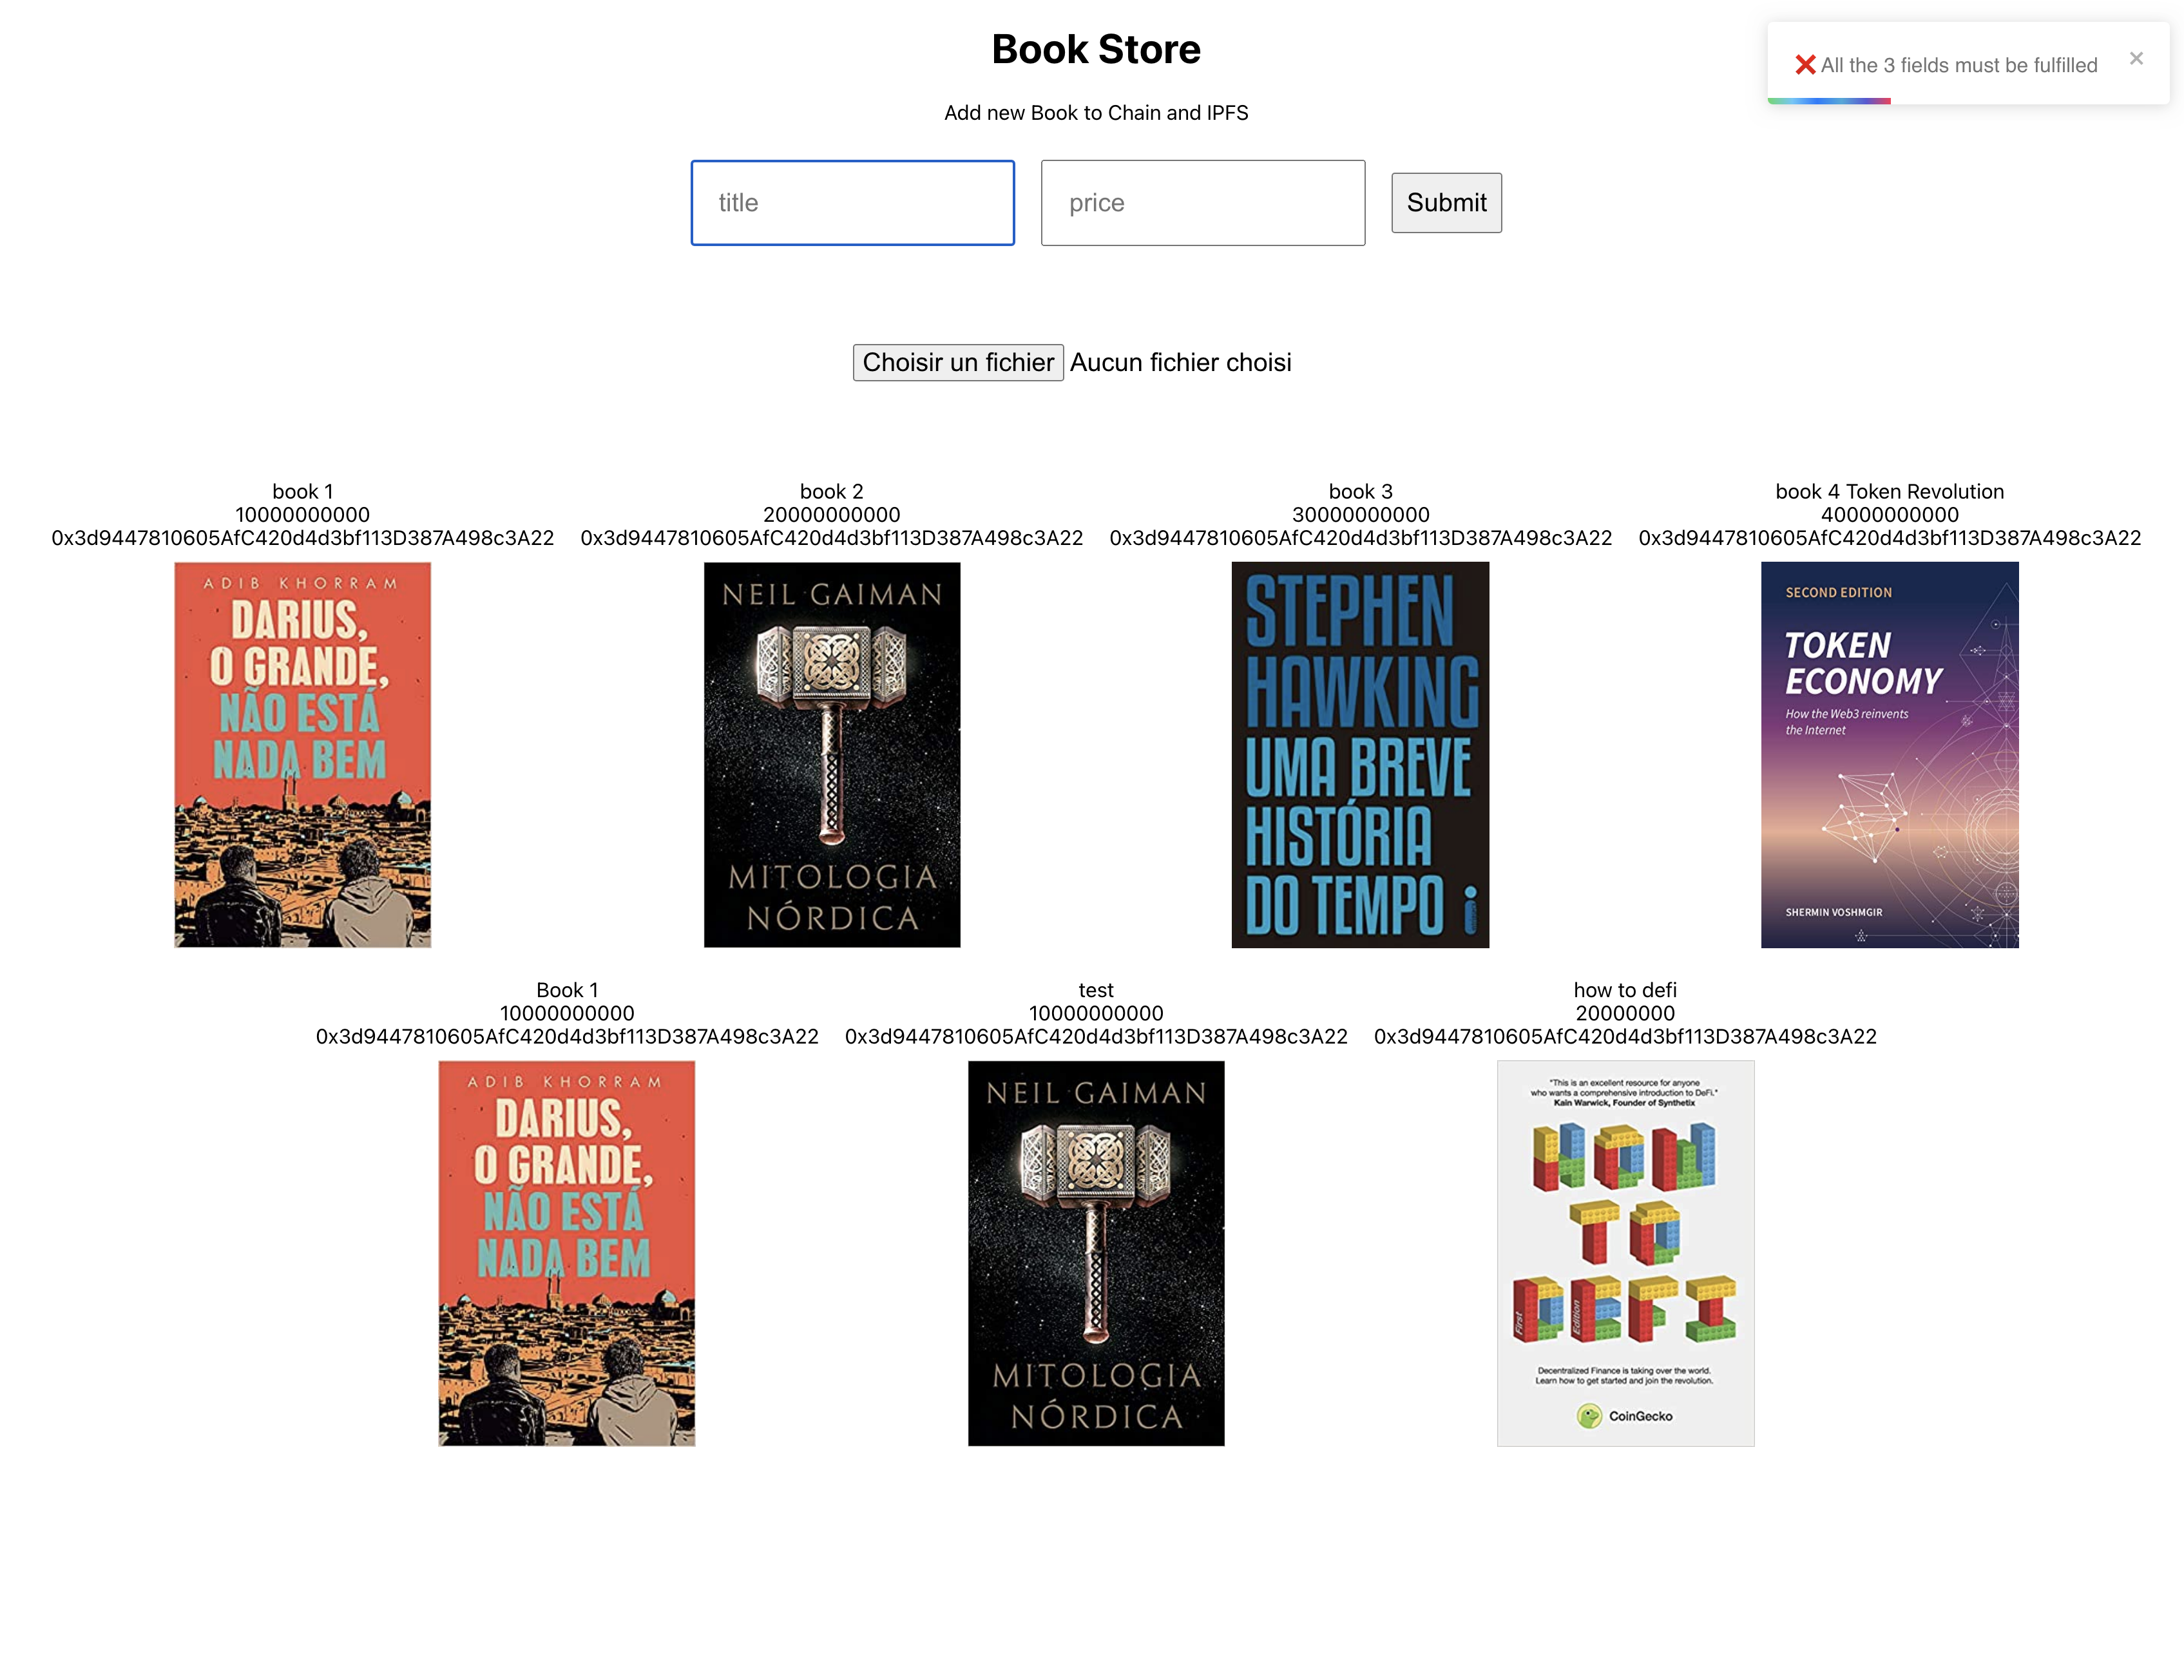 Book Store
❌ All the 3 fields must be fulfilled
×
Add new Book to Chain and IPFS
title
price
Submit
Choisir un fichier Aucun fichier choisi
book 1
10000000000
0x3d9447810605AfC420d4d3bf113D387A498c3A22
ADIB KHORRAM
DARIUS,
O GRANDE,
NÃO ESTÁ
NADA BEM
book 2
20000000000
0x3d9447810605AfC420d4d3bf113D387A498c3A22
NEIL GAIMAN
MITOLOGIA
NÓRDICA
book 3
30000000000
0x3d9447810605AfC420d4d3bf113D387A498c3A22
STEPHEN
HAWKING
UMA BREVE
HISTÓRIA
DO TEMPO
book 4 Token Revolution
40000000000
0x3d9447810605AfC420d4d3bf113D387A498c3A22
SECOND EDITION
TOKEN
ECONOMY
How the Web3 reinvents
the Internet
SHERMIN VOSHMGIR
Book 1
10000000000
0x3d9447810605AfC420d4d3bf113D387A498c3A22
ADIB KHORRAM
DARIUS,
O GRANDE,
NÃO ESTÁ
NADA BEM
test
10000000000
0x3d9447810605AfC420d4d3bf113D387A498c3A22
NEIL GAIMAN
MITOLOGIA
NÓRDICA
how to defi
20000000
0x3d9447810605AfC420d4d3bf113D387A498c3A22
"This is an excellent resource for anyone
who wants a comprehensive introduction to DeFi."
Kain Warwick, Founder of Synthetix
HOW
TO
DEFI
First Edition
Decentralized Finance is taking over the world.
Learn how to get started and join the revolution.
CoinGecko